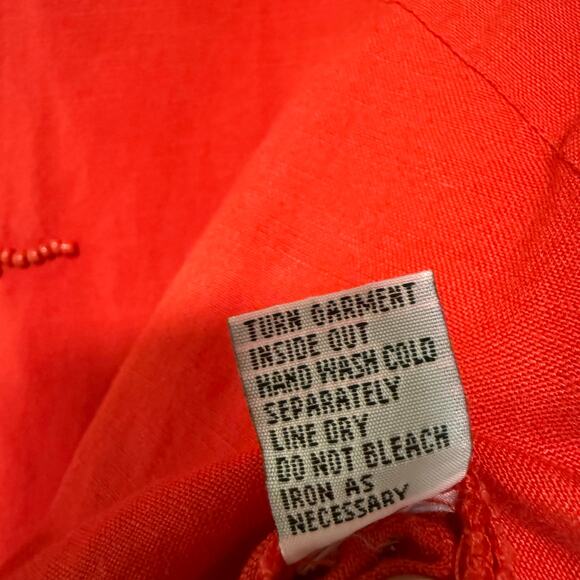 TURN GARMENT
INSIDE OUT
HAND WASH COLD
SEPARATELY
LINE DRY
DO NOT BLEACH
IRON AS
NECESSARY